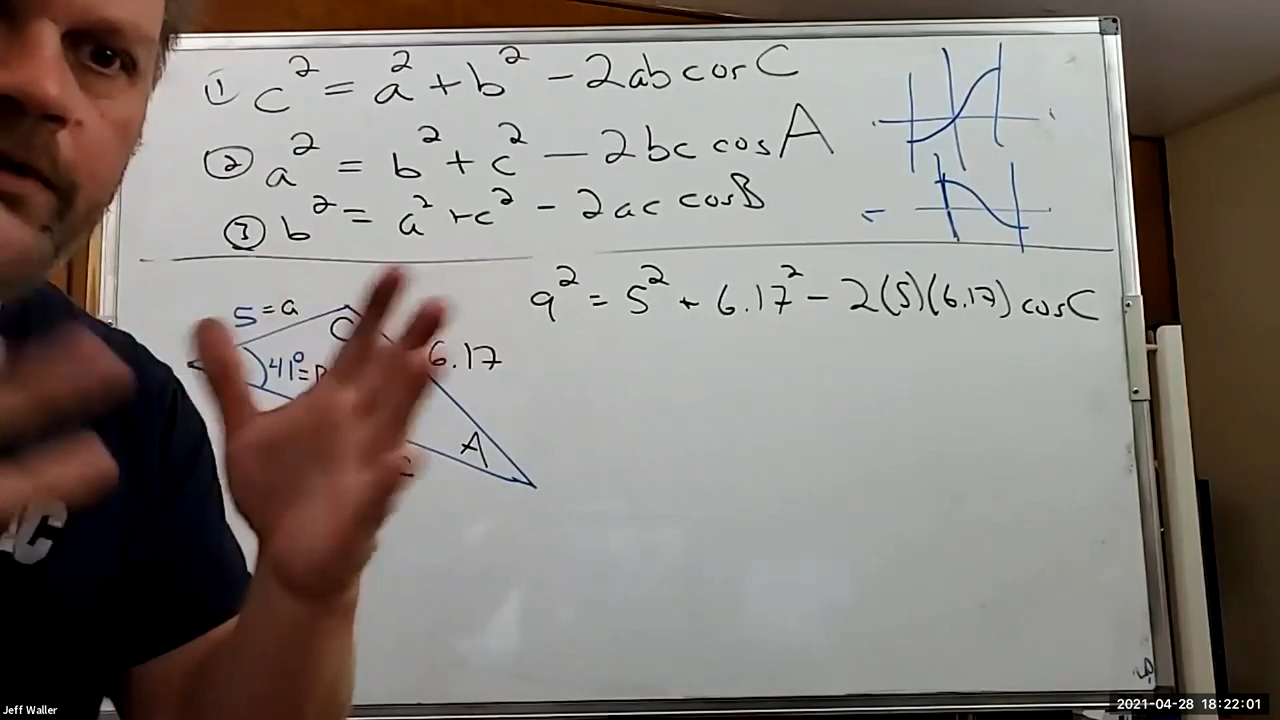 ① c² = a² + b² - 2ab cos C
② a² = b² + c² - 2bc cos A
③ b² = a² + c² - 2ac cos B
9² = 5² + 6.17² - 2(5)(6.17) cos C
5 = a
C
6.17
41° =
A
Jeff Waller
2021-04-28 18:22:01